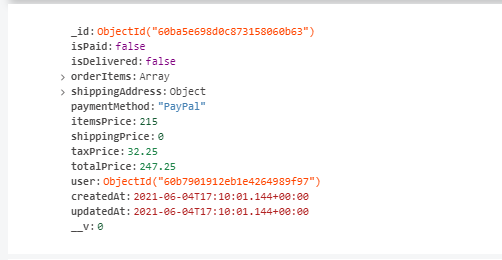 _id: ObjectId("60ba5e698d0c873158060b63")
isPaid: false
isDelivered: false
> orderItems: Array
> shippingAddress: Object
paymentMethod: "PayPal"
itemsPrice: 215
shippingPrice: 0
taxPrice: 32.25
totalPrice: 247.25
user: ObjectId("60b7901912eb1e4264989f97")
createdAt: 2021-06-04T17:10:01.144+00:00
updatedAt: 2021-06-04T17:10:01.144+00:00
__v: 0